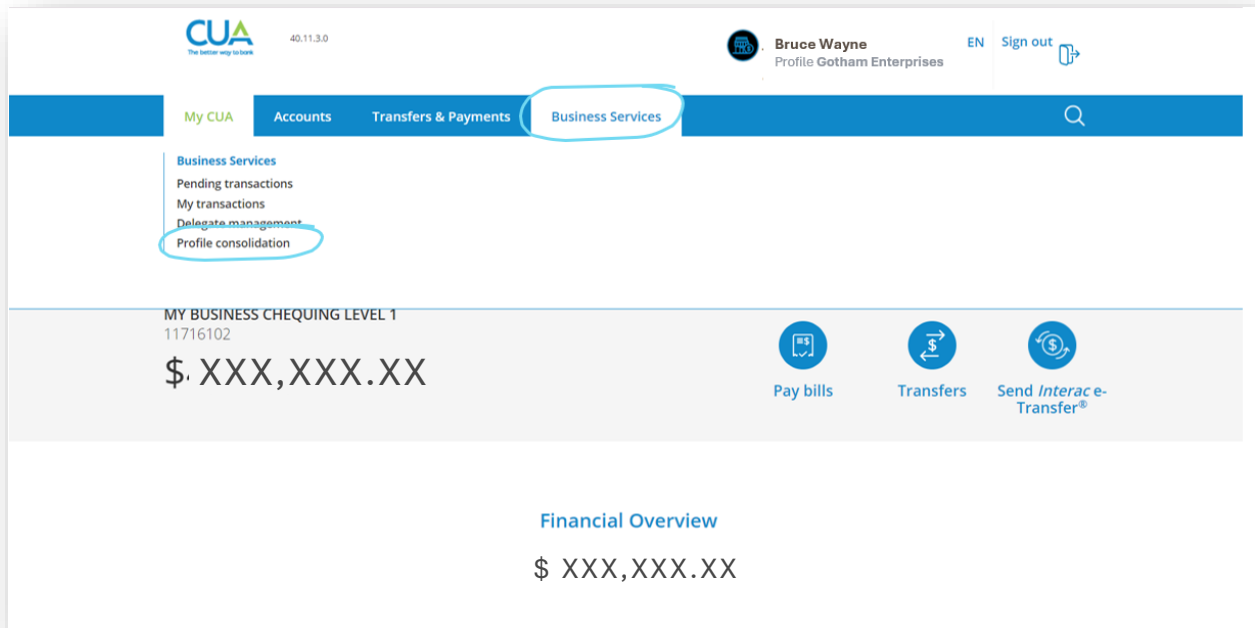 CUA
The better way to bank
40.11.3.0
Bruce Wayne
Profile Gotham Enterprises
EN
Sign out
My CUA
Accounts
Transfers & Payments
Business Services
Business Services
Pending transactions
My transactions
Delegate management
Profile consolidation
MY BUSINESS CHEQUING LEVEL 1
11716102
$ XXX,XXX.XX
Pay bills
Transfers
Send Interac e-
Transfer®
Financial Overview
$ XXX,XXX.XX